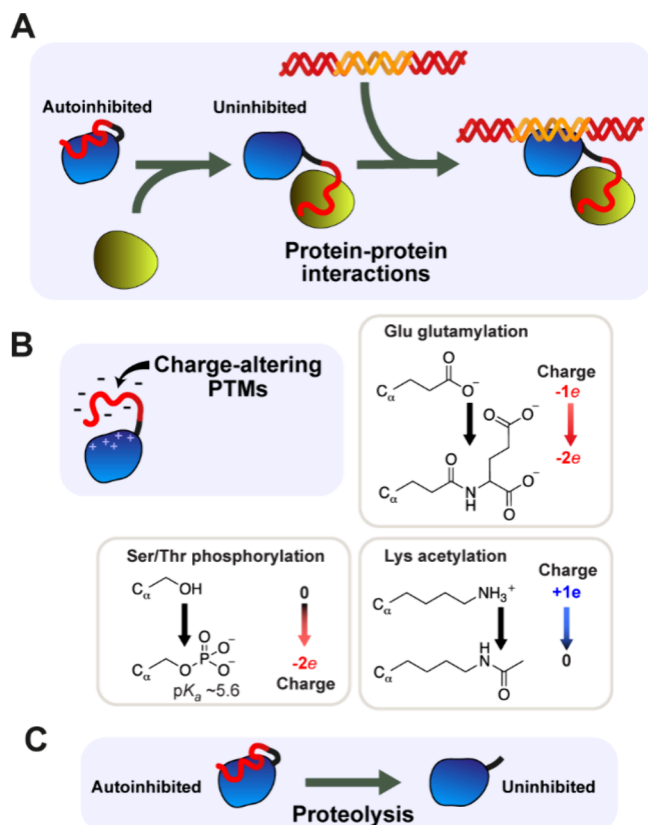 A
Autoinhibited
Uninhibited
Protein-protein
interactions
B
Charge-altering
PTMs
Glu glutamylation
Cα
O
O−
Charge
-1e
-2e
O−
O
O
Cα
N
H
O−
O
Ser/Thr phosphorylation
Cα
OH
0
O
O−
Cα
O
P
O−
-2e
pKa ~5.6
Charge
Lys acetylation
Charge
Cα
NH3+
+1e
H
Cα
N
O
0
C
Autoinhibited
Uninhibited
Proteolysis